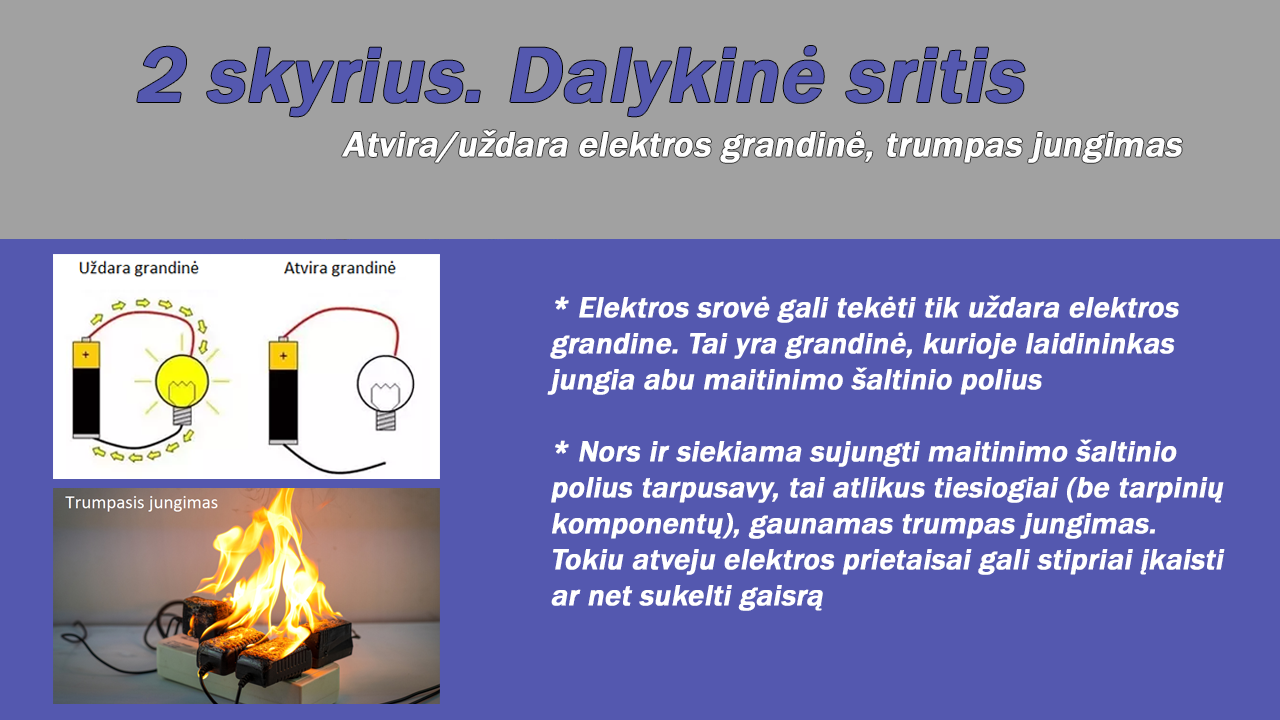 2 skyrius. Dalykinė sritis
Atvira/uždara elektros grandinė, trumpas jungimas
Uždara grandinė
Atvira grandinė
+
+
Trumpasis jungimas
* Elektros srovė gali tekėti tik uždara elektros
grandine. Tai yra grandinė, kurioje laidininkas
jungia abu maitinimo šaltinio polius
* Nors ir siekiama sujungti maitinimo šaltinio
polius tarpusavy, tai atlikus tiesiogiai (be tarpinių
komponentų), gaunamas trumpas jungimas.
Tokiu atveju elektros prietaisai gali stipriai įkaisti
ar net sukelti gaisrą